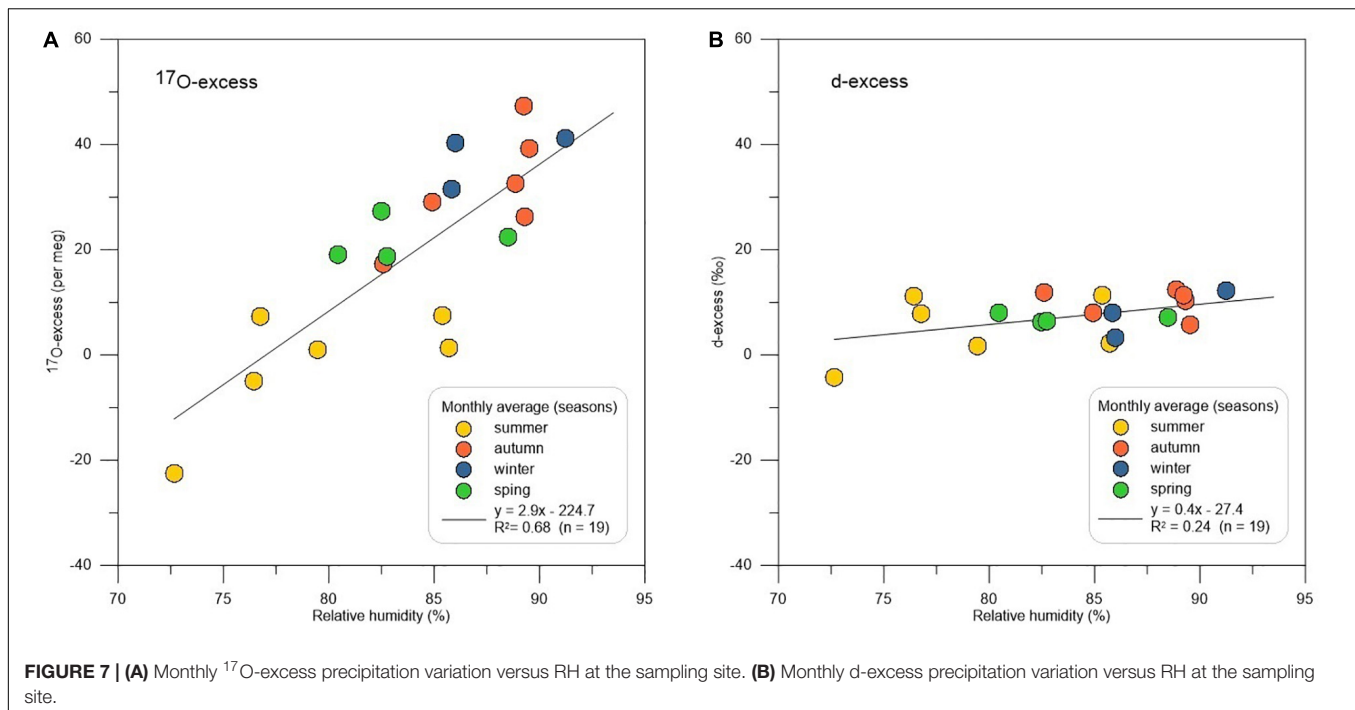 A
60
40
20
0
-20
-40
17O-excess
17O-excess (per meg)
Monthly average (seasons)
summer
autumn
winter
sping
y = 2.9x - 224.7
R²= 0.68 (n = 19)
70 75 80 85 90 95
Relative humidity (%)
B
60
40
20
0
-20
-40
d-excess
d-excess (‰)
Monthly average (seasons)
summer
autumn
winter
spring
y = 0.4x - 27.4
R² = 0.24 (n = 19)
70 75 80 85 90 95
Relative humidity (%)
FIGURE 7 | (A) Monthly 17O-excess precipitation variation versus RH at the sampling site. (B) Monthly d-excess precipitation variation versus RH at the sampling
site.